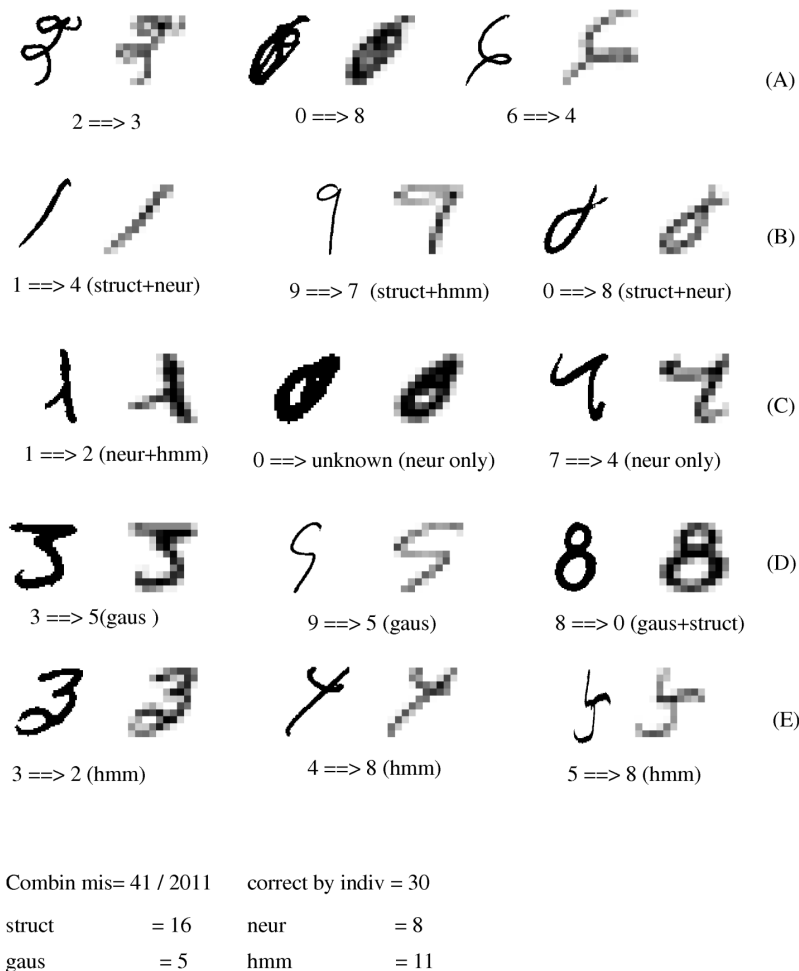 (A)
2 ==> 3 0 ==> 8 6 ==> 4
(B)
1 ==> 4 (struct+neur) 9 ==> 7 (struct+hmm) 0 ==> 8 (struct+neur)
(C)
1 ==> 2 (neur+hmm) 0 ==> unknown (neur only) 7 ==> 4 (neur only)
(D)
3 ==> 5(gaus ) 9 ==> 5 (gaus) 8 ==> 0 (gaus+struct)
(E)
3 ==> 2 (hmm) 4 ==> 8 (hmm) 5 ==> 8 (hmm)
Combin mis= 41 / 2011 correct by indiv = 30
struct = 16 neur = 8
gaus = 5 hmm = 11